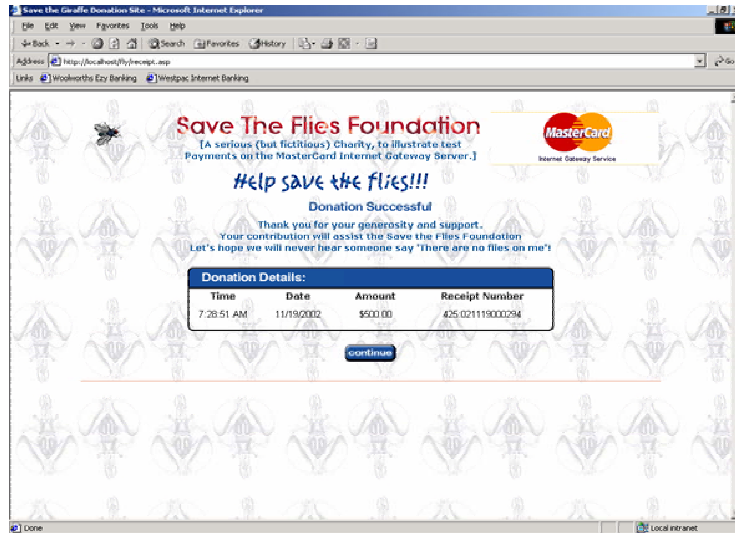 Save the Giraffe Donation Site - Microsoft Internet Explorer
File Edit View Favorites Tools Help
Back Search Favorites History
Address http://localhost/fly/receipt.asp Go
Links Woolworths Ezy Banking Westpac Internet Banking
Save The Flies Foundation
[A serious (but fictitious) Charity, to illustrate test
Payments on the MasterCard Internet Gateway Server.]
MasterCard
Internet Gateway Service
Help save the flies!!!
Donation Successful
Thank you for your generosity and support.
Your contribution will assist the Save the Flies Foundation
Let's hope we will never hear someone say 'There are no flies on me'!
Donation Details:
Time Date Amount Receipt Number
7:28:51 AM 11/19/2002 $500.00 425:021119000294
continue
Done Local intranet